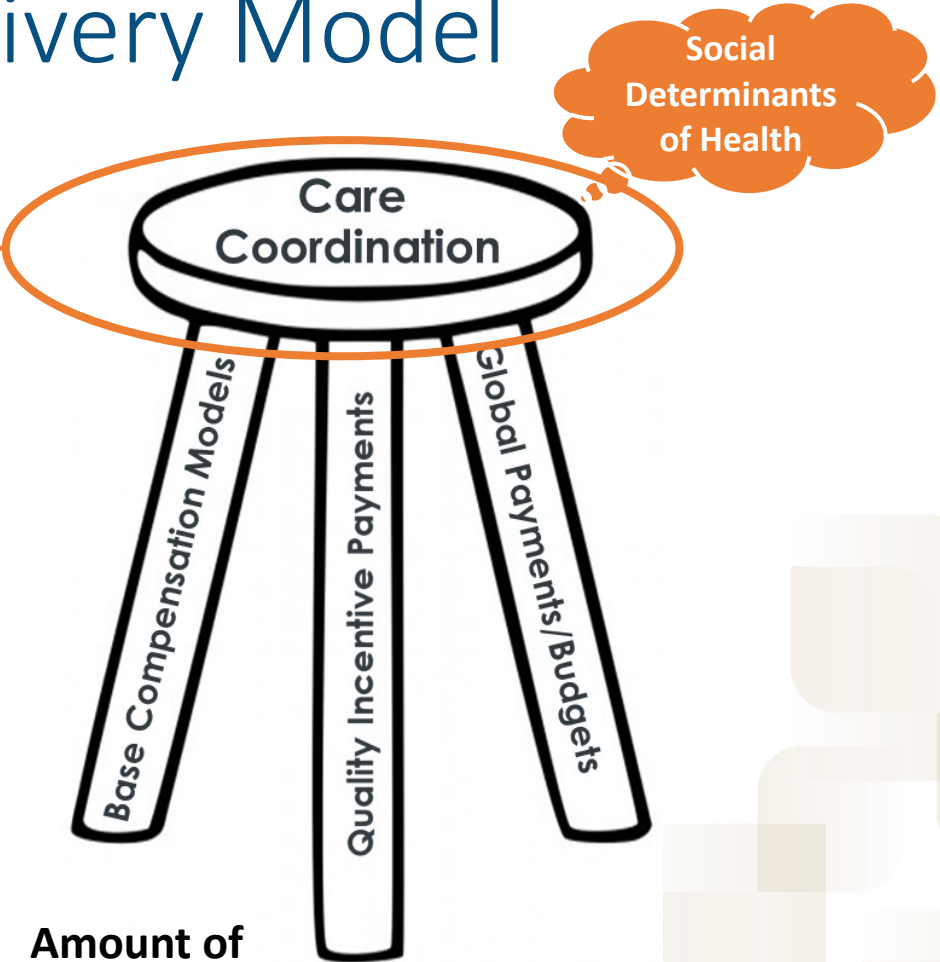 ivery Model
Social
Determinants
of Health
Care
Coordination
Base Compensation Models
Quality Incentive Payments
Global Payments/Budgets
Amount of